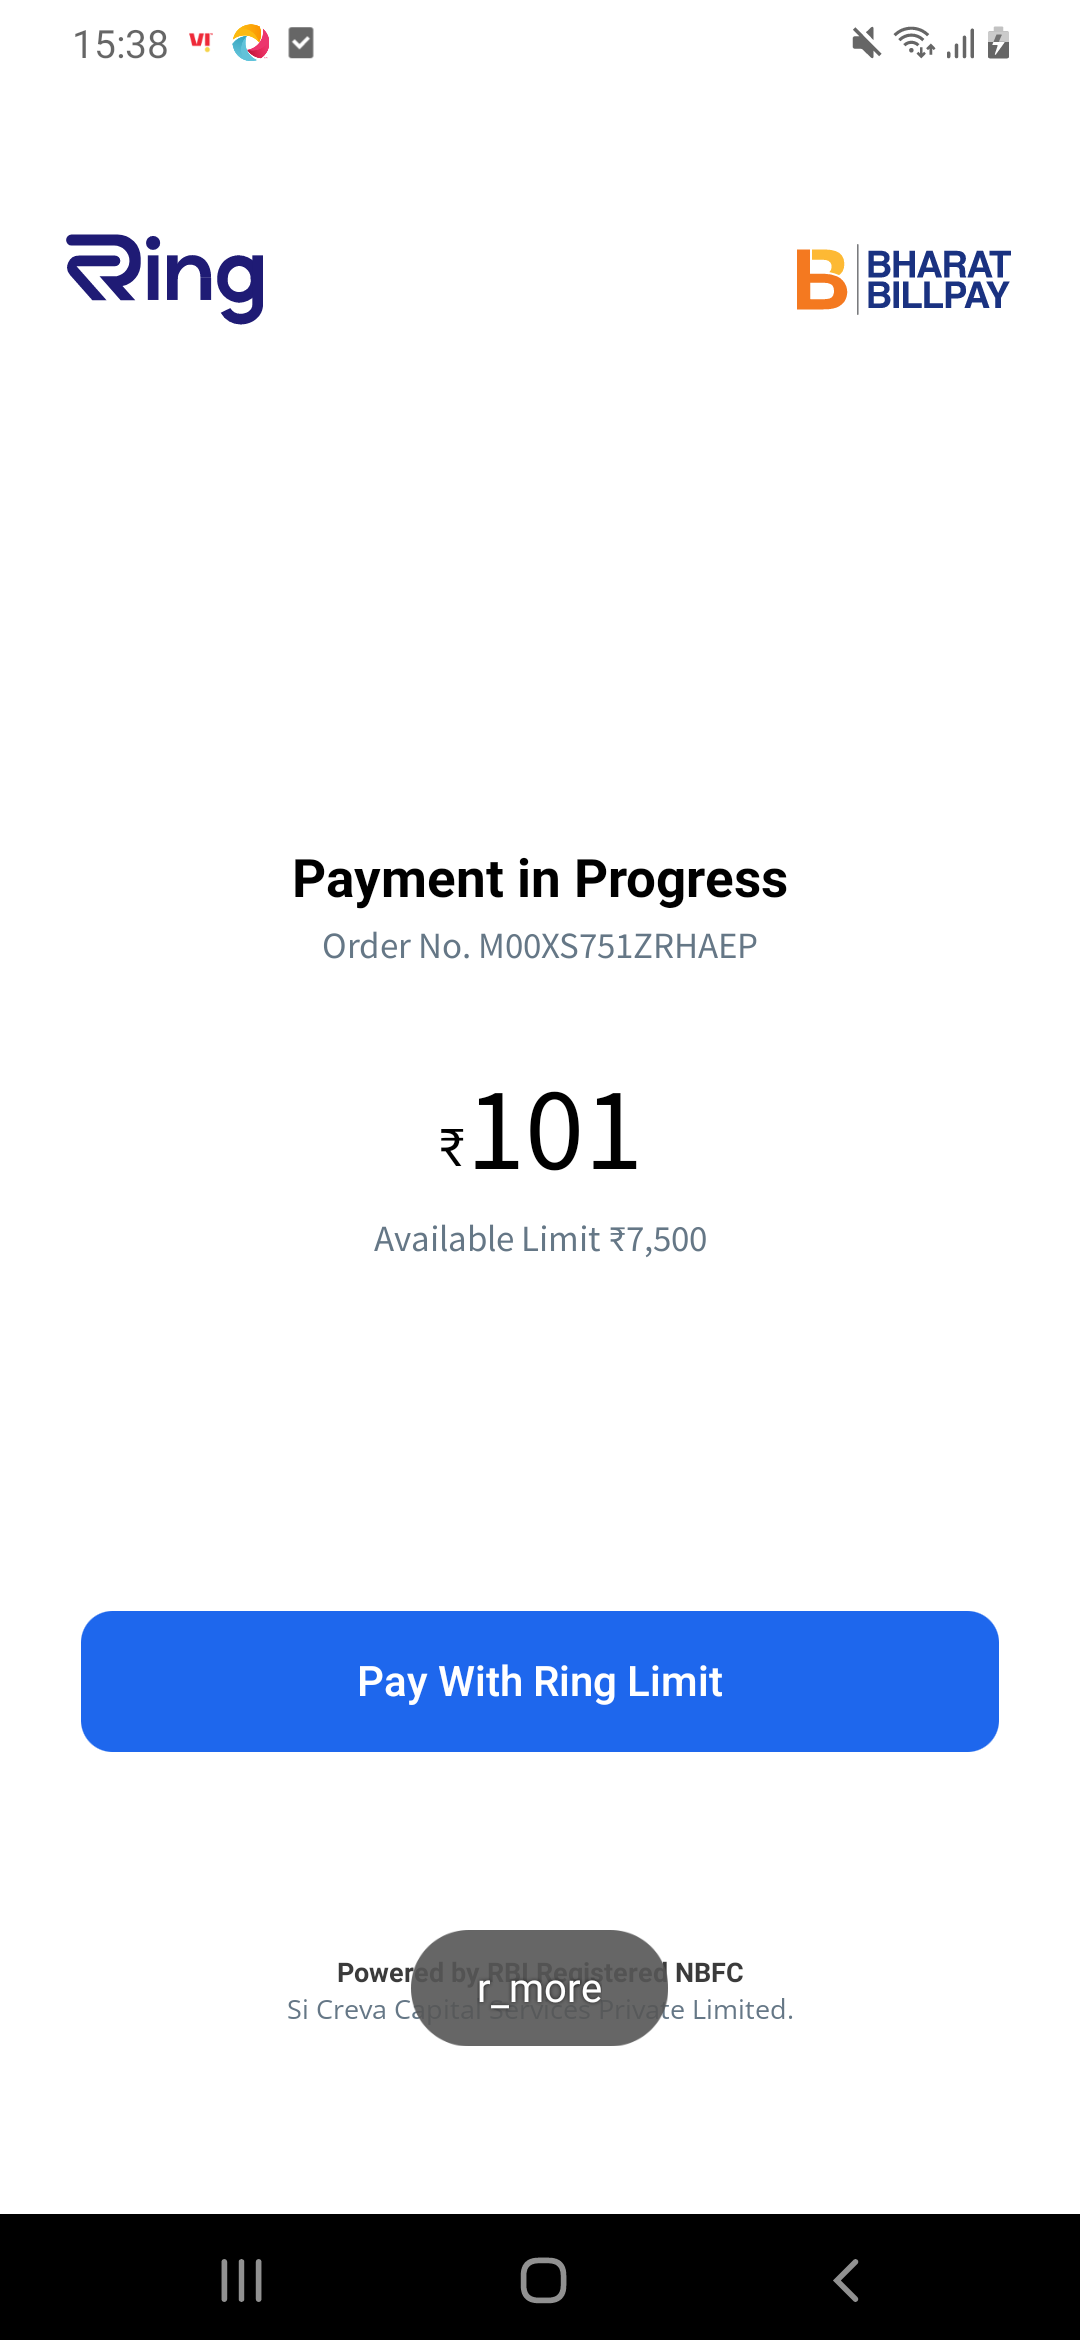 15:38 VI
Ring
BHARAT
BILLPAY
Payment in Progress
Order No. M00XS751ZRHAEP
₹101
Available Limit ₹7,500
Pay With Ring Limit
Powered by RBI Registered NBFC
r_more
Si Creva Capital Services Private Limited.